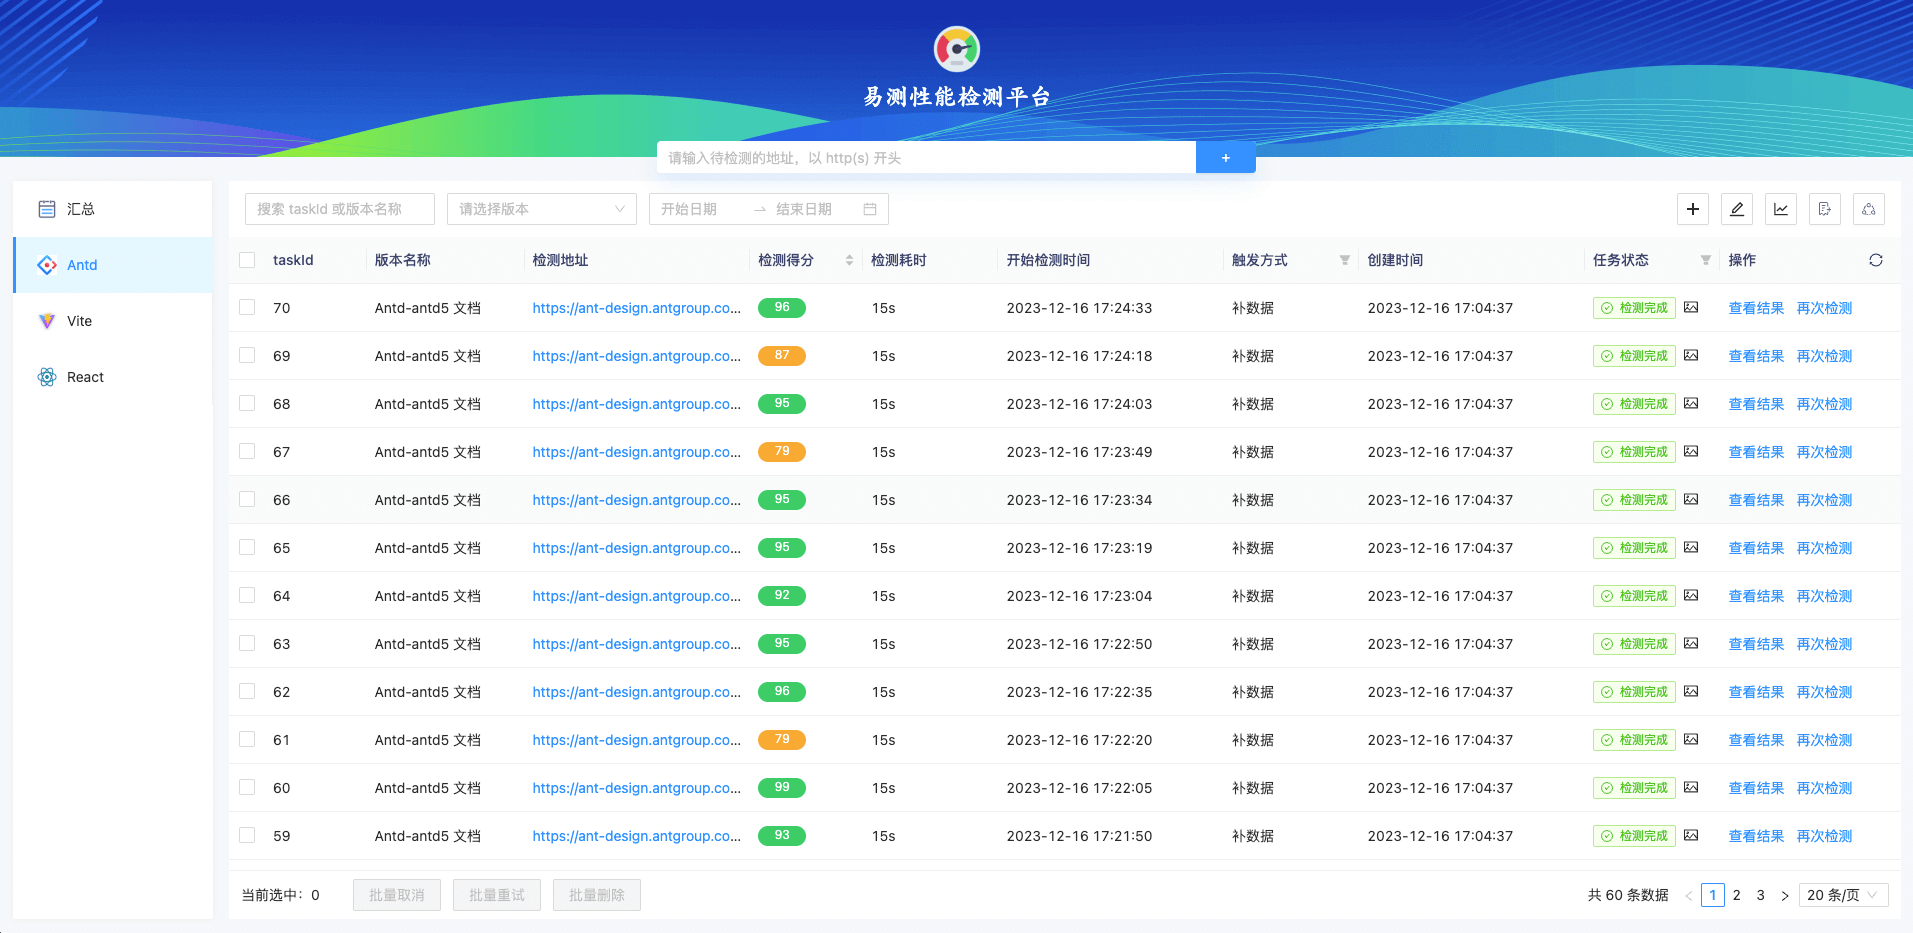 易测性能检测平台
请输入待检测的地址，以 http(s) 开头
+
汇总
Antd
Vite
React
搜索 taskId 或版本名称 请选择版本 开始日期 → 结束日期
taskId 版本名称 检测地址 检测得分 检测耗时 开始检测时间 触发方式 创建时间 任务状态 操作
70 Antd-antd5 文档 https://ant-design.antgroup.co... 96 15s 2023-12-16 17:24:33 补数据 2023-12-16 17:04:37 检测完成 查看结果 再次检测
69 Antd-antd5 文档 https://ant-design.antgroup.co... 87 15s 2023-12-16 17:24:18 补数据 2023-12-16 17:04:37 检测完成 查看结果 再次检测
68 Antd-antd5 文档 https://ant-design.antgroup.co... 95 15s 2023-12-16 17:24:03 补数据 2023-12-16 17:04:37 检测完成 查看结果 再次检测
67 Antd-antd5 文档 https://ant-design.antgroup.co... 79 15s 2023-12-16 17:23:49 补数据 2023-12-16 17:04:37 检测完成 查看结果 再次检测
66 Antd-antd5 文档 https://ant-design.antgroup.co... 95 15s 2023-12-16 17:23:34 补数据 2023-12-16 17:04:37 检测完成 查看结果 再次检测
65 Antd-antd5 文档 https://ant-design.antgroup.co... 95 15s 2023-12-16 17:23:19 补数据 2023-12-16 17:04:37 检测完成 查看结果 再次检测
64 Antd-antd5 文档 https://ant-design.antgroup.co... 92 15s 2023-12-16 17:23:04 补数据 2023-12-16 17:04:37 检测完成 查看结果 再次检测
63 Antd-antd5 文档 https://ant-design.antgroup.co... 95 15s 2023-12-16 17:22:50 补数据 2023-12-16 17:04:37 检测完成 查看结果 再次检测
62 Antd-antd5 文档 https://ant-design.antgroup.co... 96 15s 2023-12-16 17:22:35 补数据 2023-12-16 17:04:37 检测完成 查看结果 再次检测
61 Antd-antd5 文档 https://ant-design.antgroup.co... 79 15s 2023-12-16 17:22:20 补数据 2023-12-16 17:04:37 检测完成 查看结果 再次检测
60 Antd-antd5 文档 https://ant-design.antgroup.co... 99 15s 2023-12-16 17:22:05 补数据 2023-12-16 17:04:37 检测完成 查看结果 再次检测
59 Antd-antd5 文档 https://ant-design.antgroup.co... 93 15s 2023-12-16 17:21:50 补数据 2023-12-16 17:04:37 检测完成 查看结果 再次检测
当前选中：0 批量取消 批量重试 批量删除 共 60 条数据 < 1 2 3 > 20 条/页